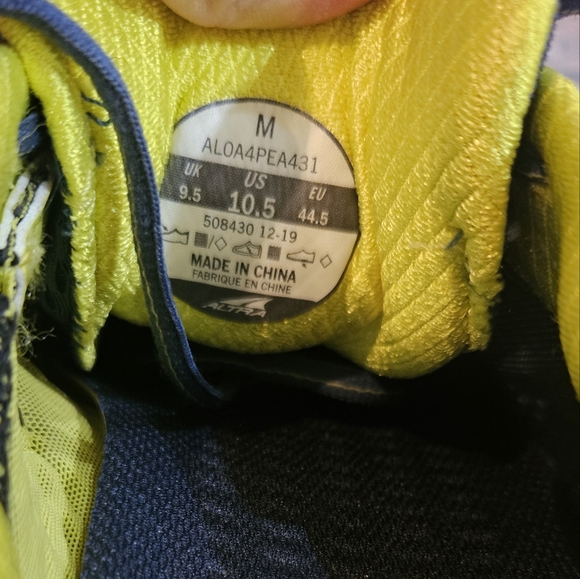 M
AL0A4PEA431
UK US EU
9.5 10.5 44.5
508430 12-19
MADE IN CHINA
FABRIQUE EN CHINE
ALTRA